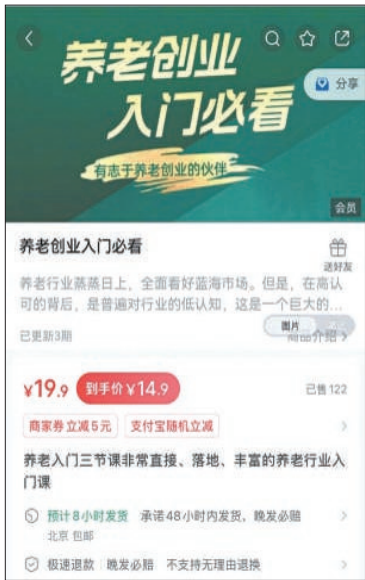 养老创业
入门必看
分享
有志于养老创业的伙伴
会员
养老创业入门必看
送好友
养老行业蒸蒸日上，全面看好蓝海市场。但是，在高认
可的背后，是普遍对行业的低认知，这是一个巨大的...
图片
已更新3期
商品介绍
¥19.9 到手价¥14.9 已售122
商家券立减5元 支付宝随机立减
养老入门三节课非常直接、落地、丰富的养老行业入
门课
预计8小时发货 承诺48小时内发货，晚发必赔
北京 包邮
极速退款 晚发必赔 不支持无理由退换